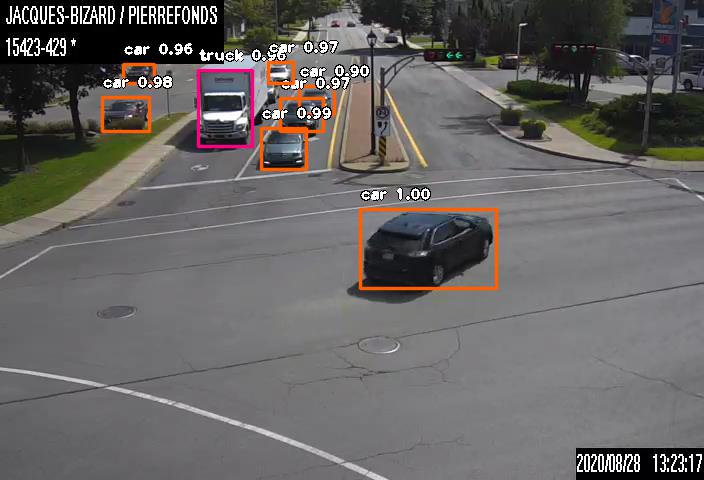 JACQUES-BIZARD / PIERREFONDS
15423-429 *
car 0.96
car 0.97
truck 0.96
car 0.90
car 0.98
car 0.97
car 0.99
car 1.00
2020/08/28 13:23:17